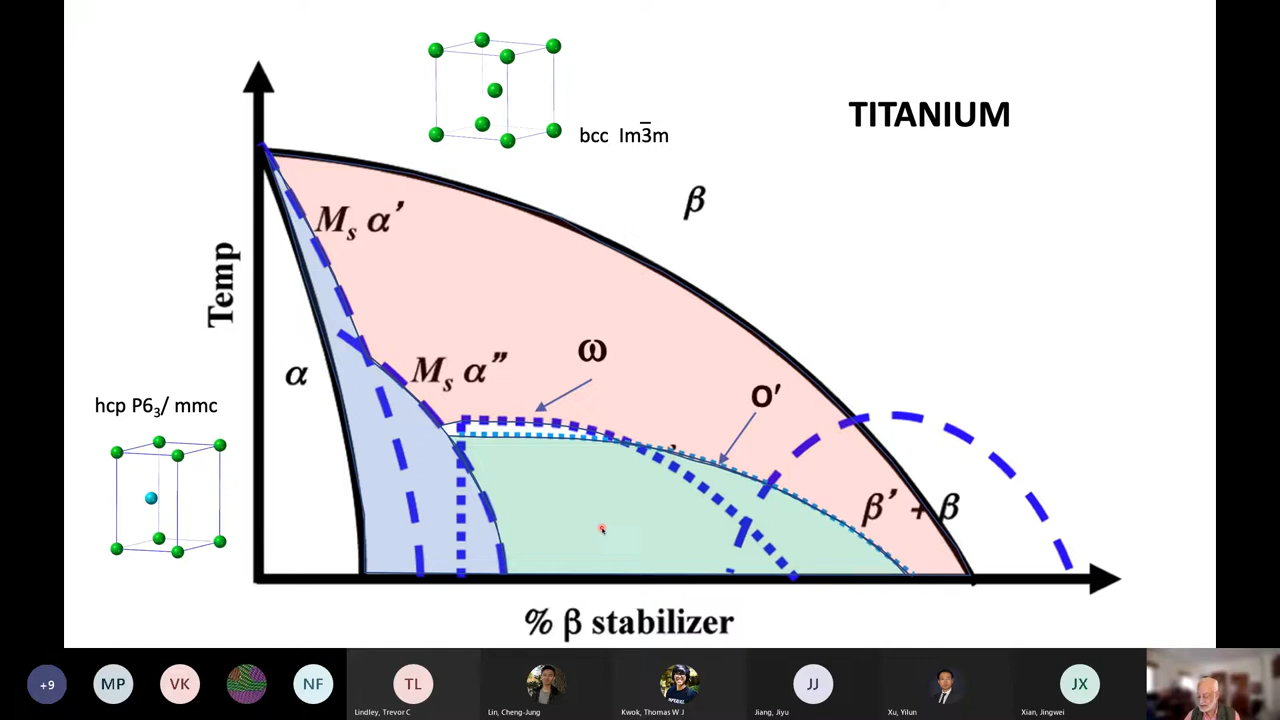 TITANIUM
bcc Im3̅m
β
Temp
Ms α’
Ms α”
ω
O′
α
hcp P6₃/ mmc
β’ + β
% β stabilizer
+9
MP
VK
NF
TL
JJ
JX
Lindley, Trevor C
Lin, Cheng-Jung
Kwok, Thomas W J
Jiang, Jiyu
Xu, Yilun
Xian, Jingwei